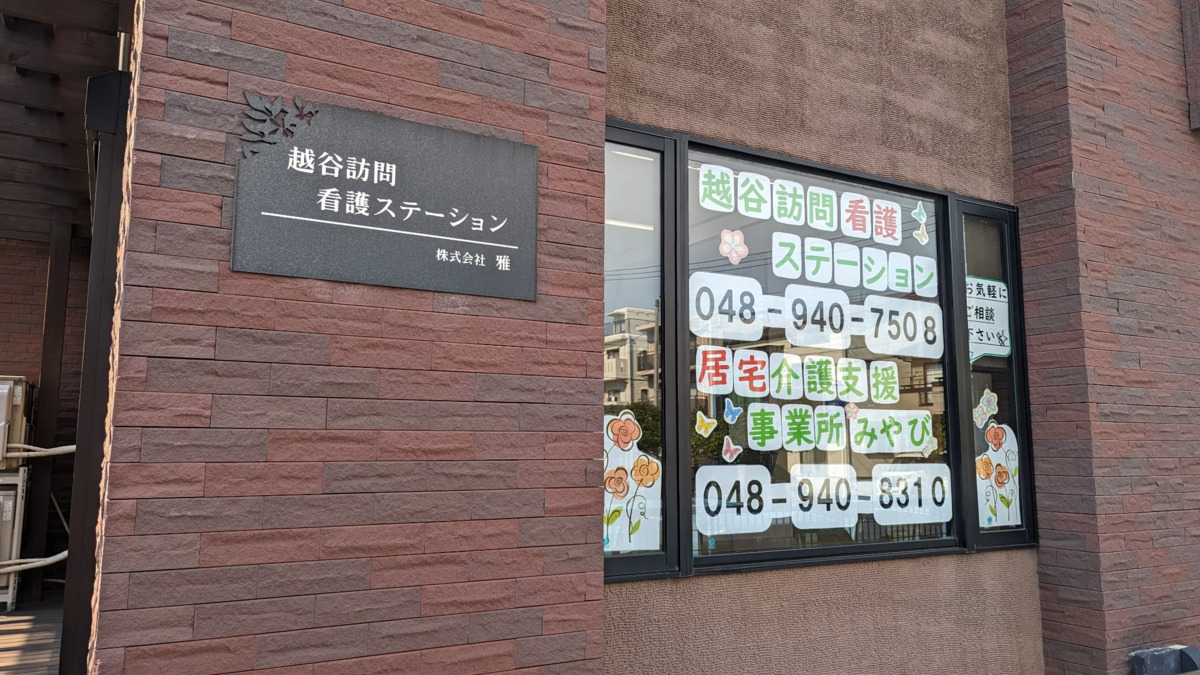 越谷訪問
看護ステーション
株式会社 雅
越谷訪問看護
ステーション
048-940-7508
居宅介護支援
事業所みやび
048-940-8310
お気軽に
ご相談
下さい